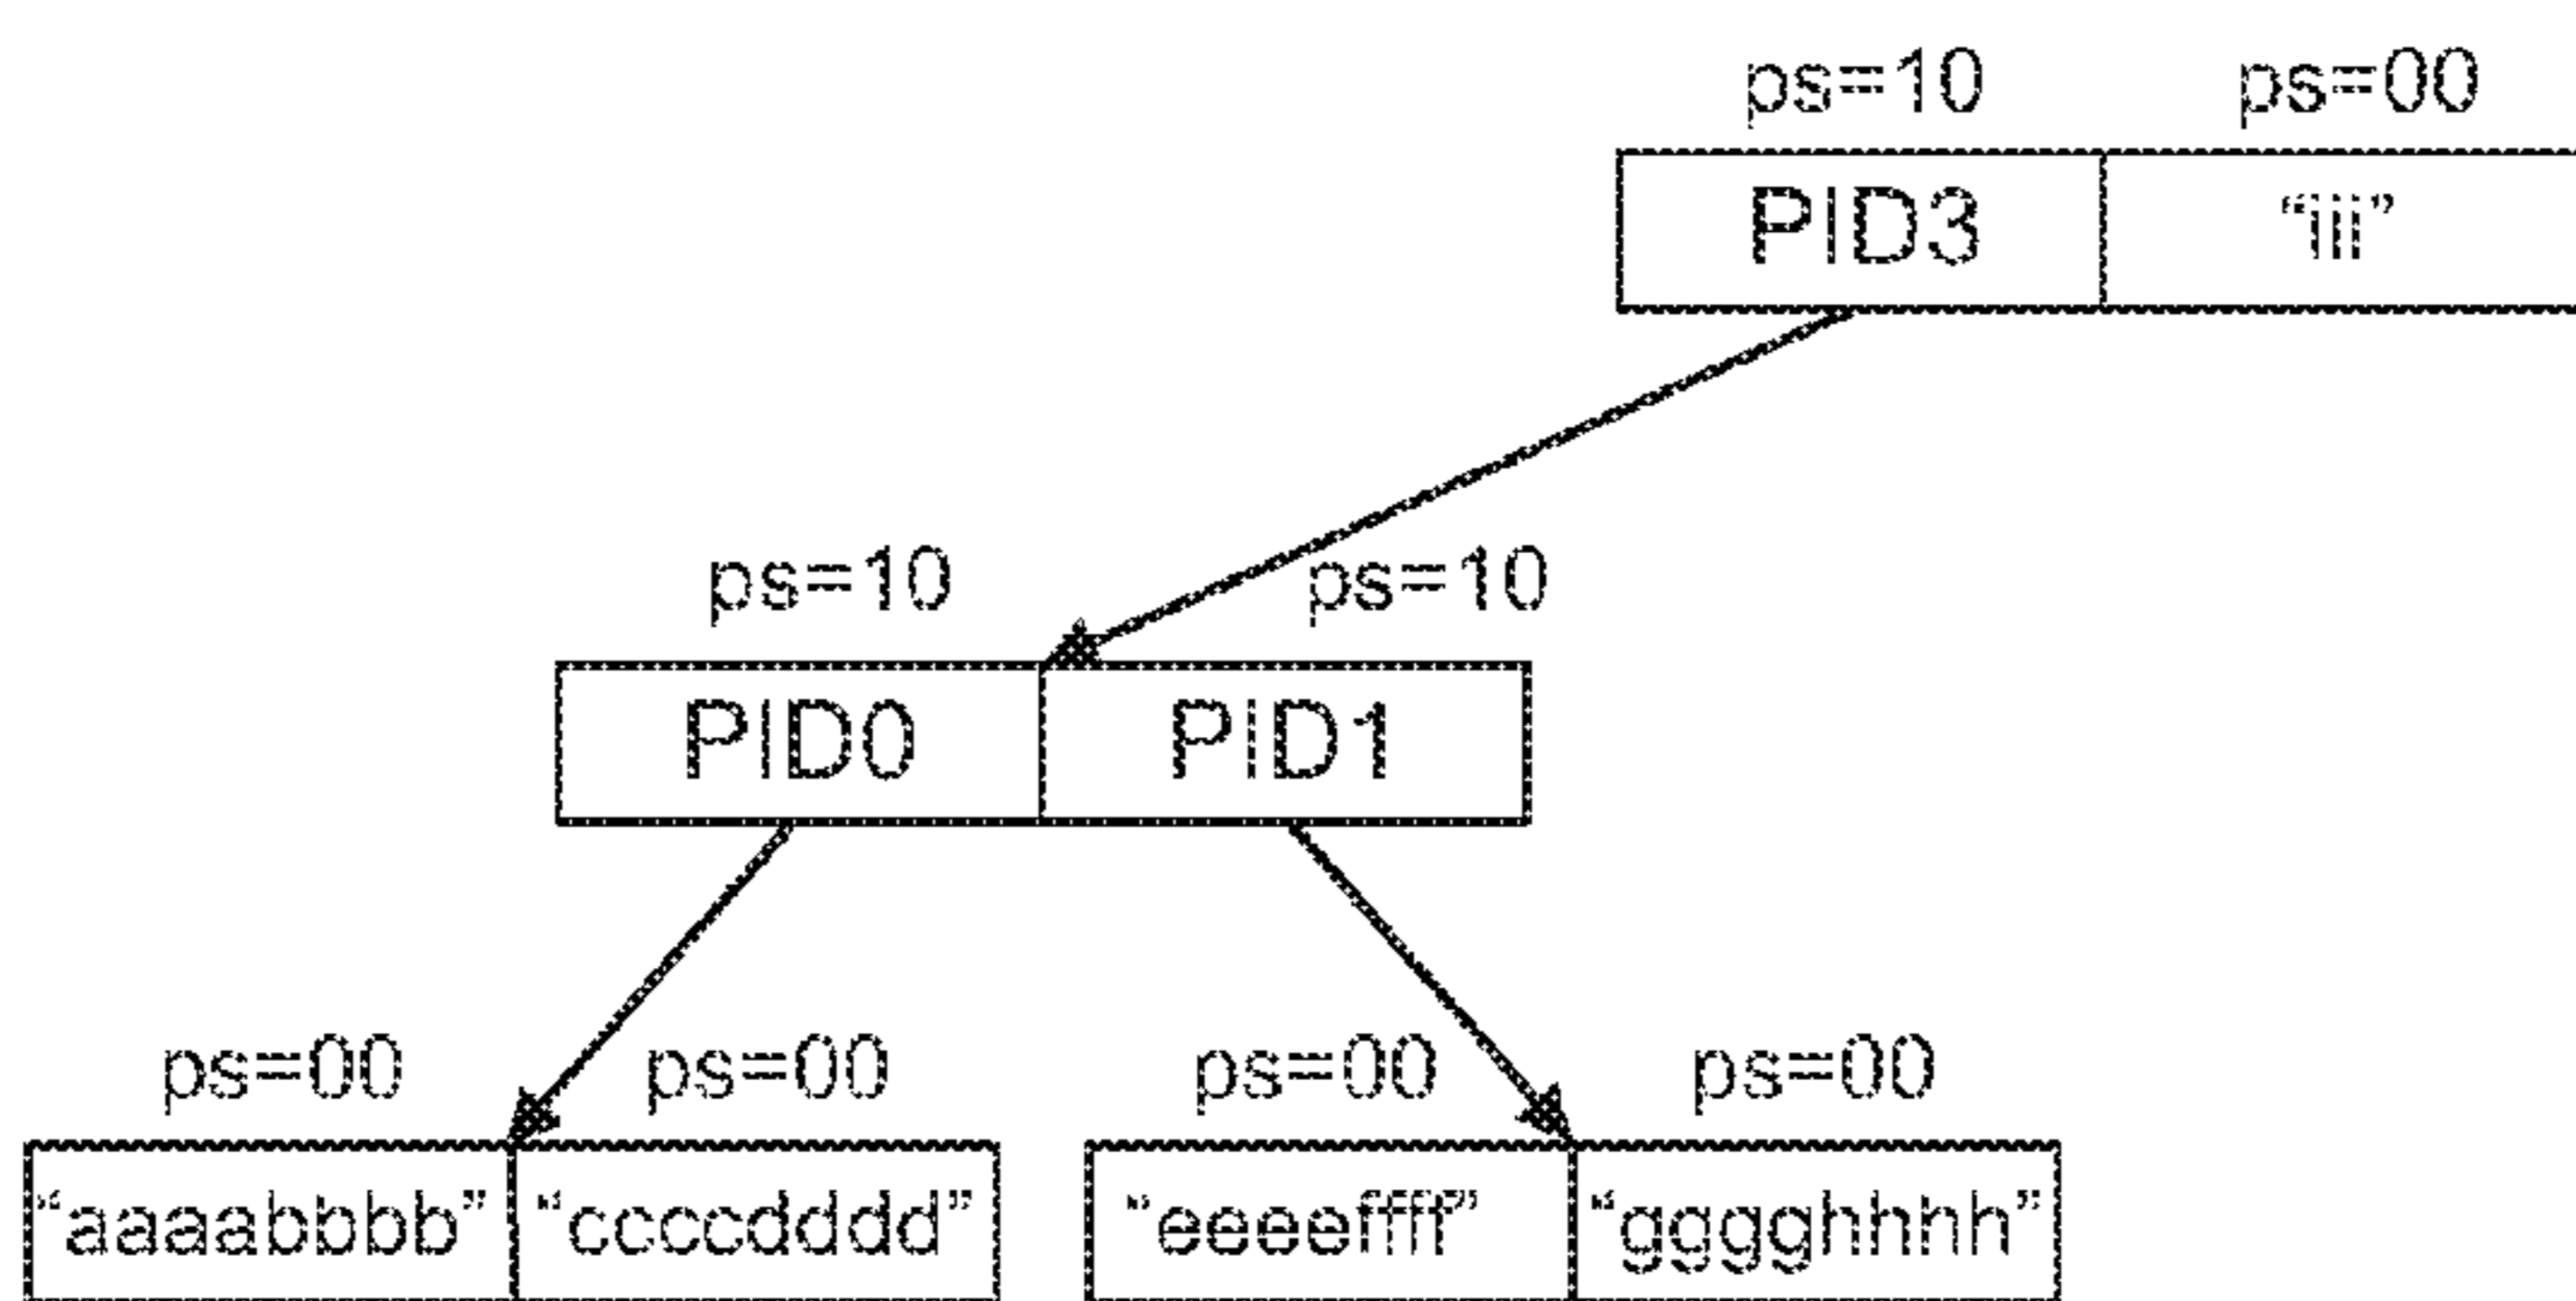 ps=10 ps=00
PID3 “iii”
ps=10 ps=10
PID0 PID1
ps=00 ps=00 ps=00 ps=00
“aaaabbbb” “ccccdddd” “eeeeffff” “gggghhhh”